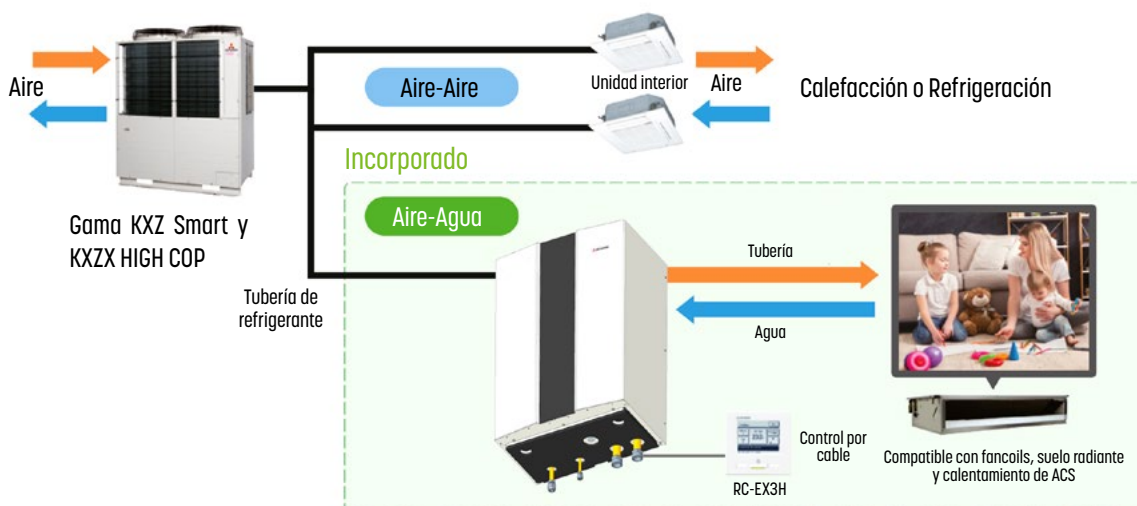 Aire
Aire-Aire
Unidad interior
Aire
Calefacción o Refrigeración
Incorporado
Aire-Agua
Gama KXZ Smart y
KXZX HIGH COP
Tubería de
refrigerante
Tubería
Agua
Control por
cable
RC-EX3H
Compatible con fancoils, suelo radiante
y calentamiento de ACS